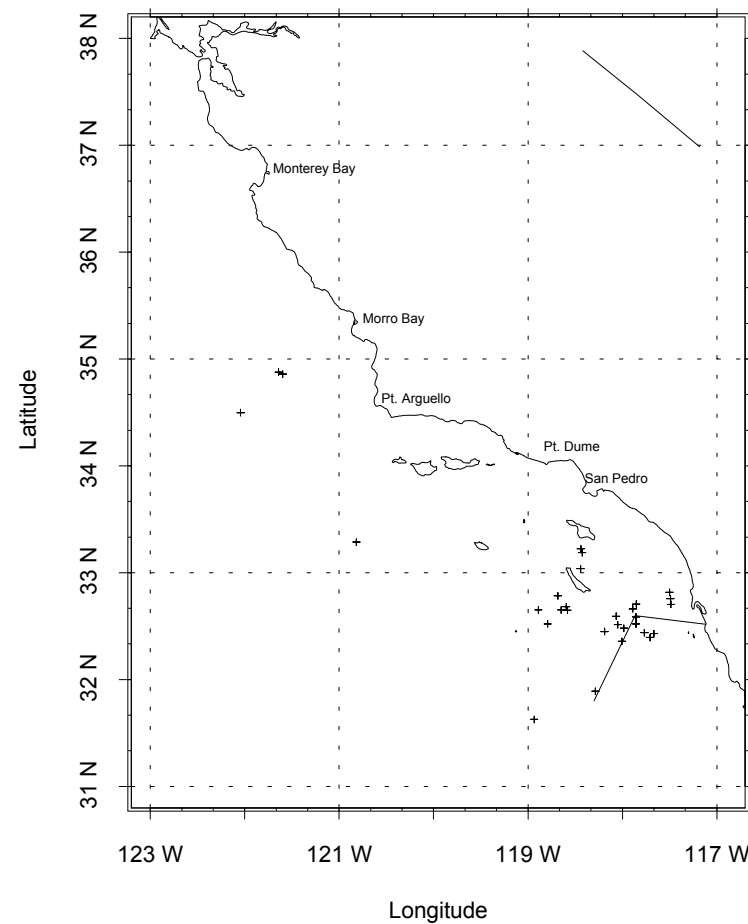 38 N
37 N
36 N
35 N
34 N
33 N
32 N
31 N
Latitude
Monterey Bay
Morro Bay
Pt. Arguello
Pt. Dume
San Pedro
123 W
121 W
119 W
117 W
Longitude